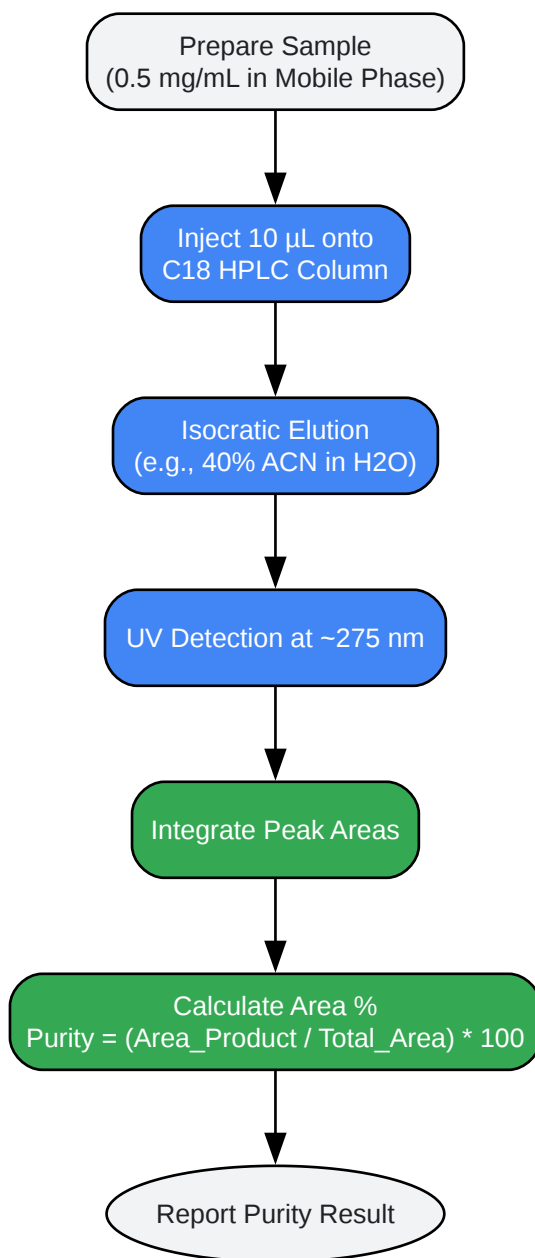 Prepare Sample
(0.5 mg/mL in Mobile Phase)
Inject 10 µL onto
C18 HPLC Column
Isocratic Elution
(e.g., 40% ACN in H2O)
UV Detection at ~275 nm
Integrate Peak Areas
Calculate Area %
Purity = (Area_Product / Total_Area) * 100
Report Purity Result